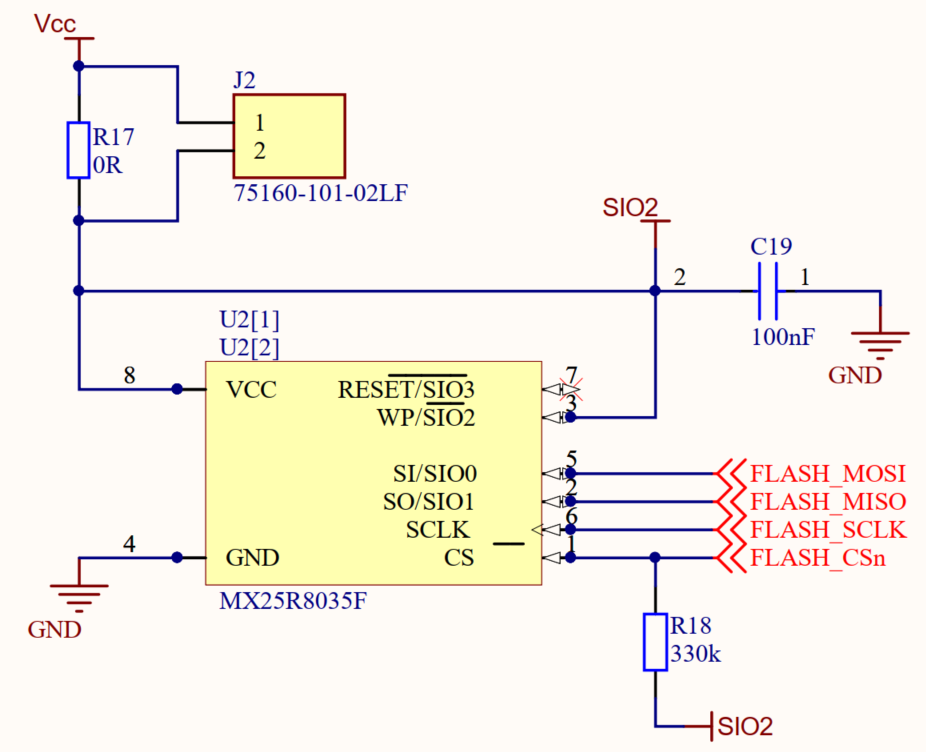 Vcc
J2
1
2
R17
0R
75160-101-02LF
SIO2
C19
2
1
100nF
GND
U2[1]
U2[2]
8
VCC
RESET/SIO3
7
WP/SIO2
3
SI/SIO0
5
FLASH_MOSI
SO/SIO1
2
FLASH_MISO
SCLK
6
FLASH_SCLK
4
GND
CS
1
FLASH_CSn
MX25R8035F
GND
R18
330k
SIO2